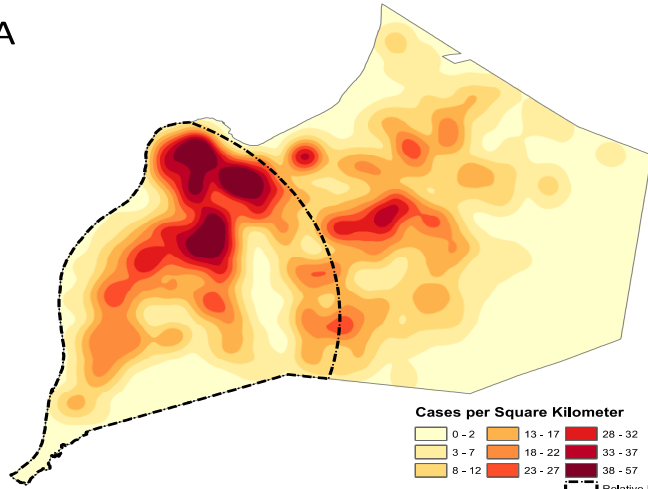 A
Cases per Square Kilometer
0 - 2 13 - 17 28 - 32
3 - 7 18 - 22 33 - 37
8 - 12 23 - 27 38 - 57